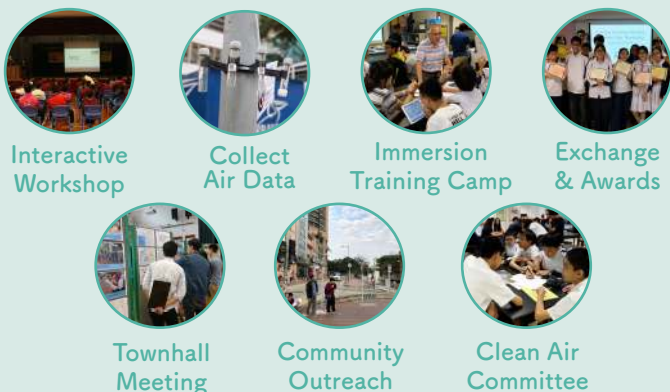 Interactive
Workshop
Collect
Air Data
Immersion
Training Camp
Exchange
& Awards
Townhall
Meeting
Community
Outreach
Clean Air
Committee